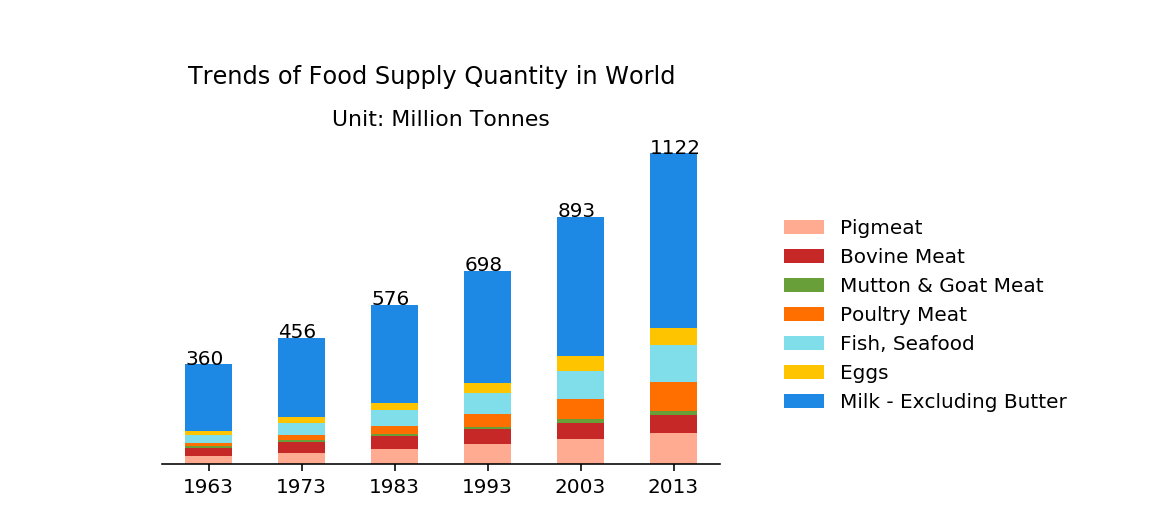 Trends of Food Supply Quantity in World
Unit: Million Tonnes
1122
893
698
576
456
360
Pigmeat
Bovine Meat
Mutton & Goat Meat
Poultry Meat
Fish, Seafood
Eggs
Milk - Excluding Butter
1963 1973 1983 1993 2003 2013